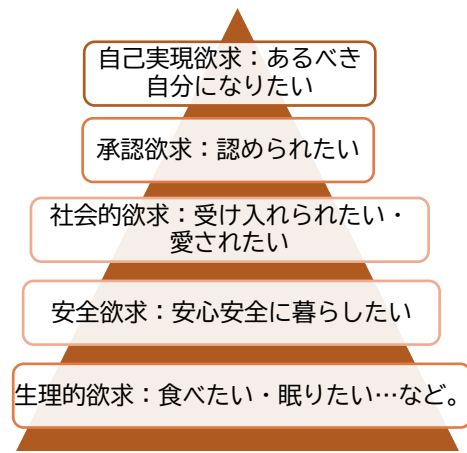 自己実現欲求：あるべき
自分になりたい
承認欲求：認められたい
社会的欲求：受け入れられたい・
愛されたい
安全欲求：安心安全に暮らしたい
生理的欲求：食べたい・眠りたい…など。